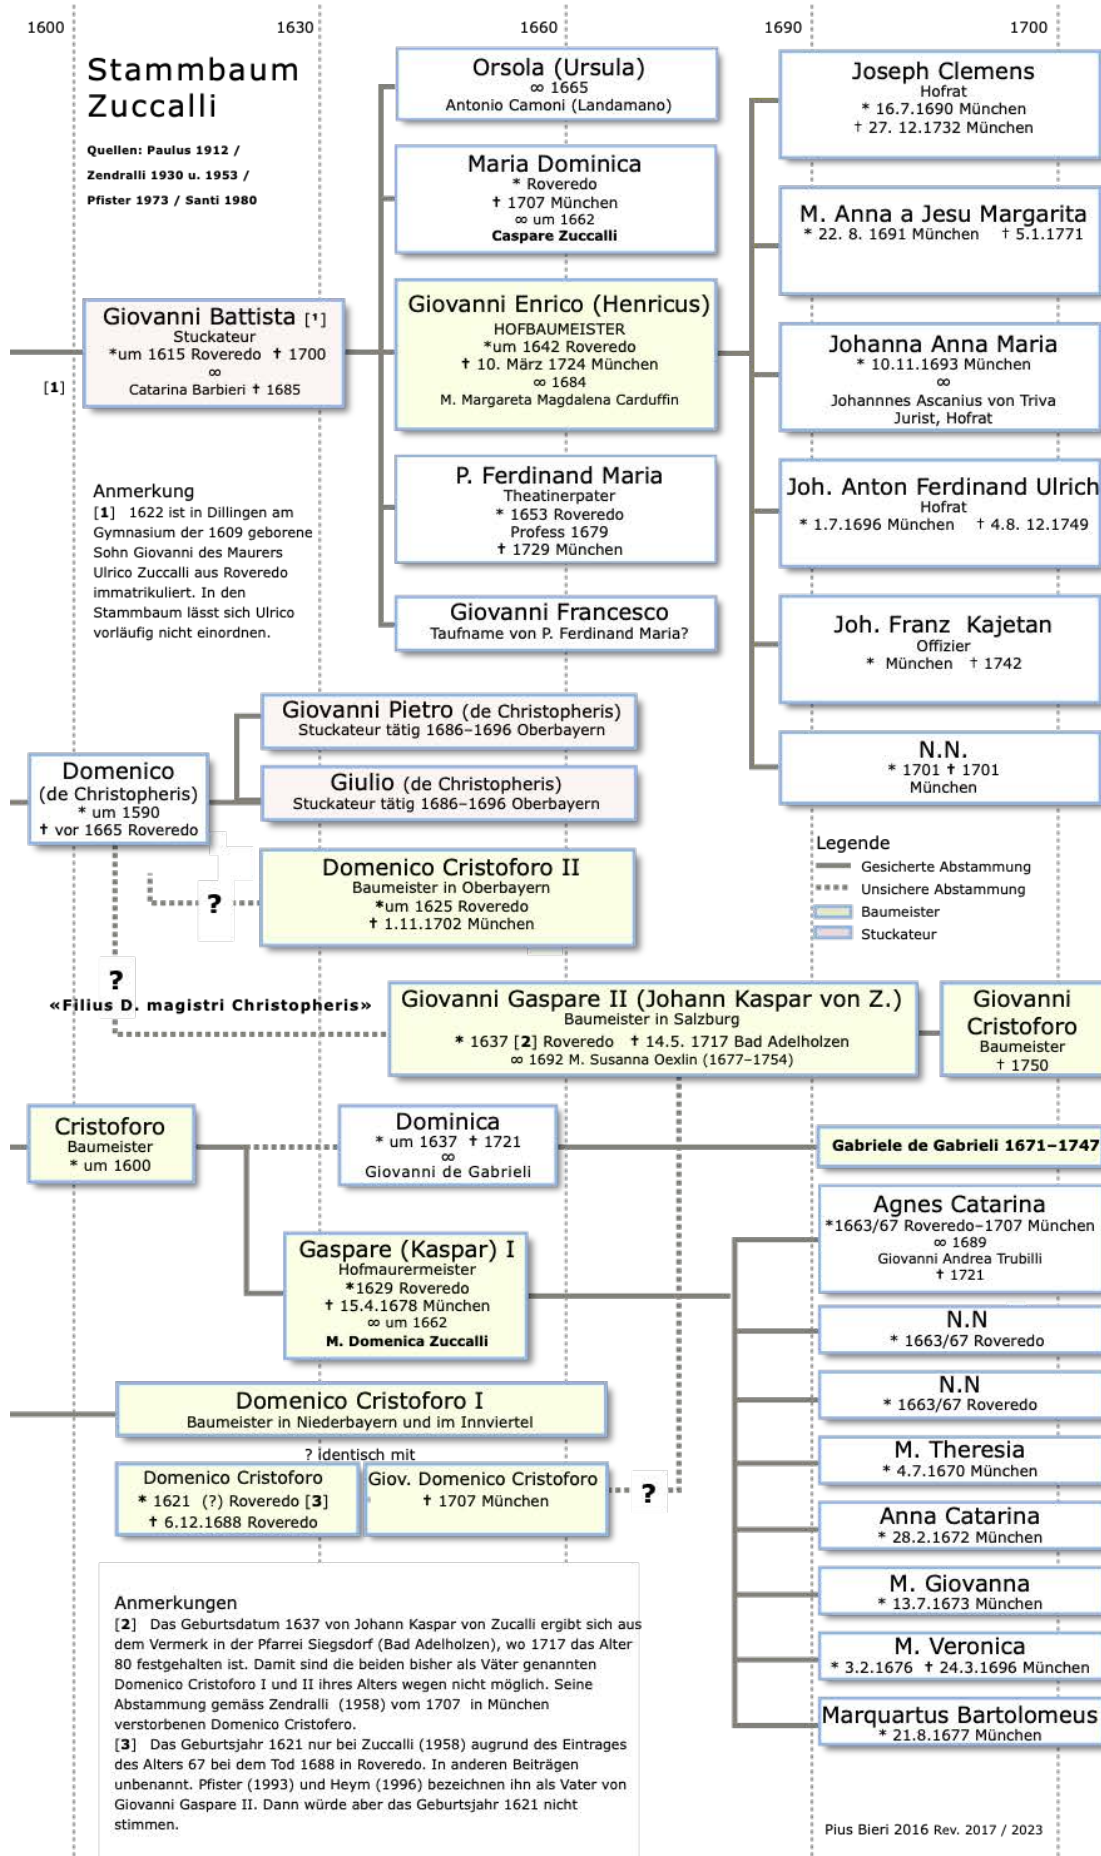 1600 1630 1660 1690 1700
Stammbaum
Zuccalli
Quellen: Paulus 1912 /
Zendralli 1930 u. 1953 /
Pfister 1973 / Santi 1980
Giovanni Battista [¹]
Stuckateur
*um 1615 Roveredo † 1700
∞
Catarina Barbieri † 1685
[1]
Orsola (Ursula)
∞ 1665
Antonio Camoni (Landamano)
Maria Dominica
* Roveredo
† 1707 München
∞ um 1662
Caspare Zuccalli
Giovanni Enrico (Henricus)
HOFBAUMEISTER
*um 1642 Roveredo
† 10. März 1724 München
∞ 1684
M. Margareta Magdalena Carduffin
P. Ferdinand Maria
Theatinerpater
* 1653 Roveredo
Profess 1679
† 1729 München
Giovanni Francesco
Taufname von P. Ferdinand Maria?
Joseph Clemens
Hofrat
* 16.7.1690 München
† 27. 12.1732 München
M. Anna a Jesu Margarita
* 22. 8. 1691 München † 5.1.1771
Johanna Anna Maria
* 10.11.1693 München
∞
Johannnes Ascanius von Triva
Jurist, Hofrat
Joh. Anton Ferdinand Ulrich
Hofrat
* 1.7.1696 München † 4.8. 12.1749
Joh. Franz Kajetan
Offizier
* München † 1742
N.N.
* 1701 † 1701
München
Anmerkung
[1] 1622 ist in Dillingen am
Gymnasium der 1609 geborene
Sohn Giovanni des Maurers
Ulrico Zuccalli aus Roveredo
immatrikuliert. In den
Stammbaum lässt sich Ulrico
vorläufig nicht einordnen.
Domenico
(de Christopheris)
* um 1590
† vor 1665 Roveredo
Giovanni Pietro (de Christopheris)
Stuckateur tätig 1686–1696 Oberbayern
Giulio (de Christopheris)
Stuckateur tätig 1686–1696 Oberbayern
?
Domenico Cristoforo II
Baumeister in Oberbayern
*um 1625 Roveredo
† 1.11.1702 München
Legende
Gesicherte Abstammung
Unsichere Abstammung
Baumeister
Stuckateur
?
«Filius D. magistri Christopheris»
Giovanni Gaspare II (Johann Kaspar von Z.)
Baumeister in Salzburg
* 1637 [2] Roveredo † 14.5. 1717 Bad Adelholzen
∞ 1692 M. Susanna Oexlin (1677–1754)
Giovanni
Cristoforo
Baumeister
† 1750
Cristoforo
Baumeister
* um 1600
Dominica
* um 1637 † 1721
∞
Giovanni de Gabrieli
Gabriele de Gabrieli 1671–1747
Gaspare (Kaspar) I
Hofmaurermeister
*1629 Roveredo
† 15.4.1678 München
∞ um 1662
M. Domenica Zuccalli
Agnes Catarina
*1663/67 Roveredo–1707 München
∞ 1689
Giovanni Andrea Trubilli
† 1721
N.N
* 1663/67 Roveredo
N.N
* 1663/67 Roveredo
M. Theresia
* 4.7.1670 München
Anna Catarina
* 28.2.1672 München
M. Giovanna
* 13.7.1673 München
M. Veronica
* 3.2.1676 † 24.3.1696 München
Marquartus Bartolomeus
* 21.8.1677 München
Domenico Cristoforo I
Baumeister in Niederbayern und im Innviertel
? identisch mit
Domenico Cristoforo
* 1621 (?) Roveredo [3]
† 6.12.1688 Roveredo
Giov. Domenico Cristoforo
† 1707 München
?
Anmerkungen
[2] Das Geburtsdatum 1637 von Johann Kaspar von Zucalli ergibt sich aus
dem Vermerk in der Pfarrei Siegsdorf (Bad Adelholzen), wo 1717 das Alter
80 festgehalten ist. Damit sind die beiden bisher als Väter genannten
Domenico Cristoforo I und II ihres Alters wegen nicht möglich. Seine
Abstammung gemäss Zendralli (1958) vom 1707 in München
verstorbenen Domenico Cristofero.
[3] Das Geburtsjahr 1621 nur bei Zuccalli (1958) augrund des Eintrages
des Alters 67 bei dem Tod 1688 in Roveredo. In anderen Beiträgen
unbenannt. Pfister (1993) und Heym (1996) bezeichnen ihn als Vater von
Giovanni Gaspare II. Dann würde aber das Geburtsjahr 1621 nicht
stimmen.
Pius Bieri 2016 Rev. 2017 / 2023